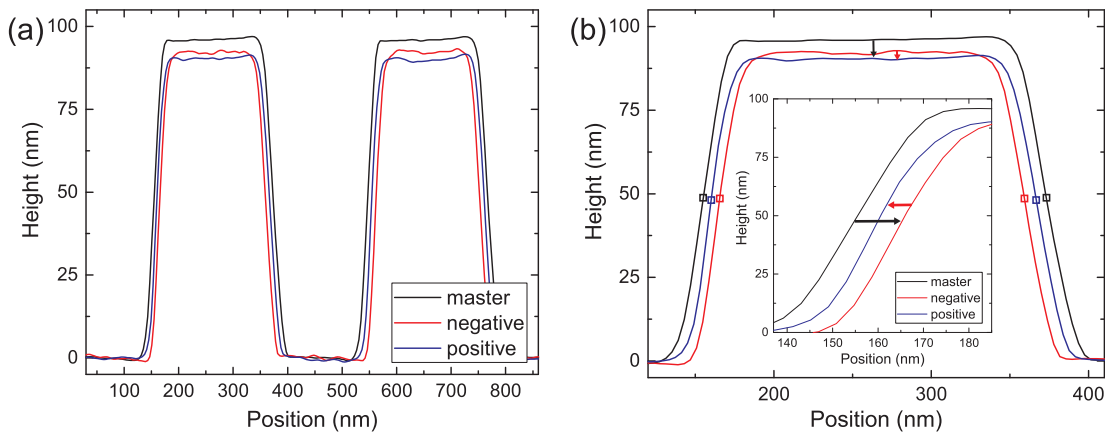 (a)
Height (nm)
100
75
50
25
0
100 200 300 400 500 600 700 800
Position (nm)
master
negative
positive
(b)
Height (nm)
100
75
50
25
0
200 300 400
Position (nm)
Height (nm)
100
75
50
25
0
140 150 160 170 180
Position (nm)
master
negative
positive